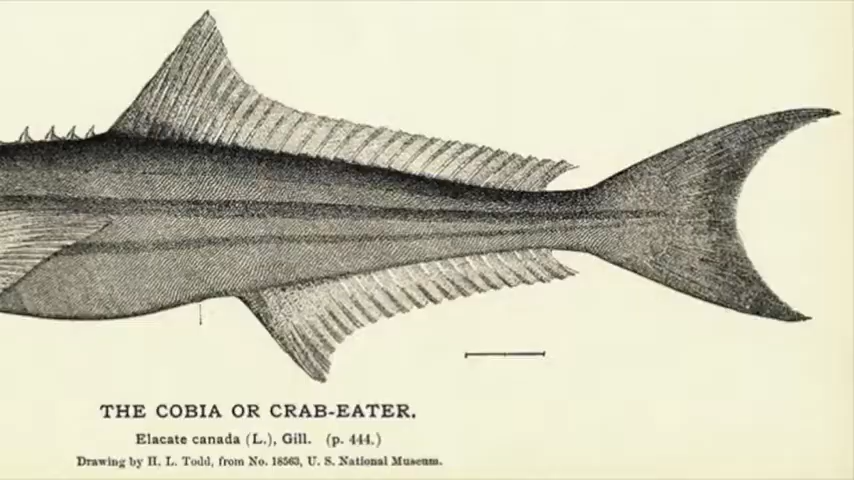 THE COBIA OR CRAB-EATER.
Elacate canada (L.), Gill. (p. 444.)
Drawing by H. L. Todd, from No. 18563, U. S. National Museum.